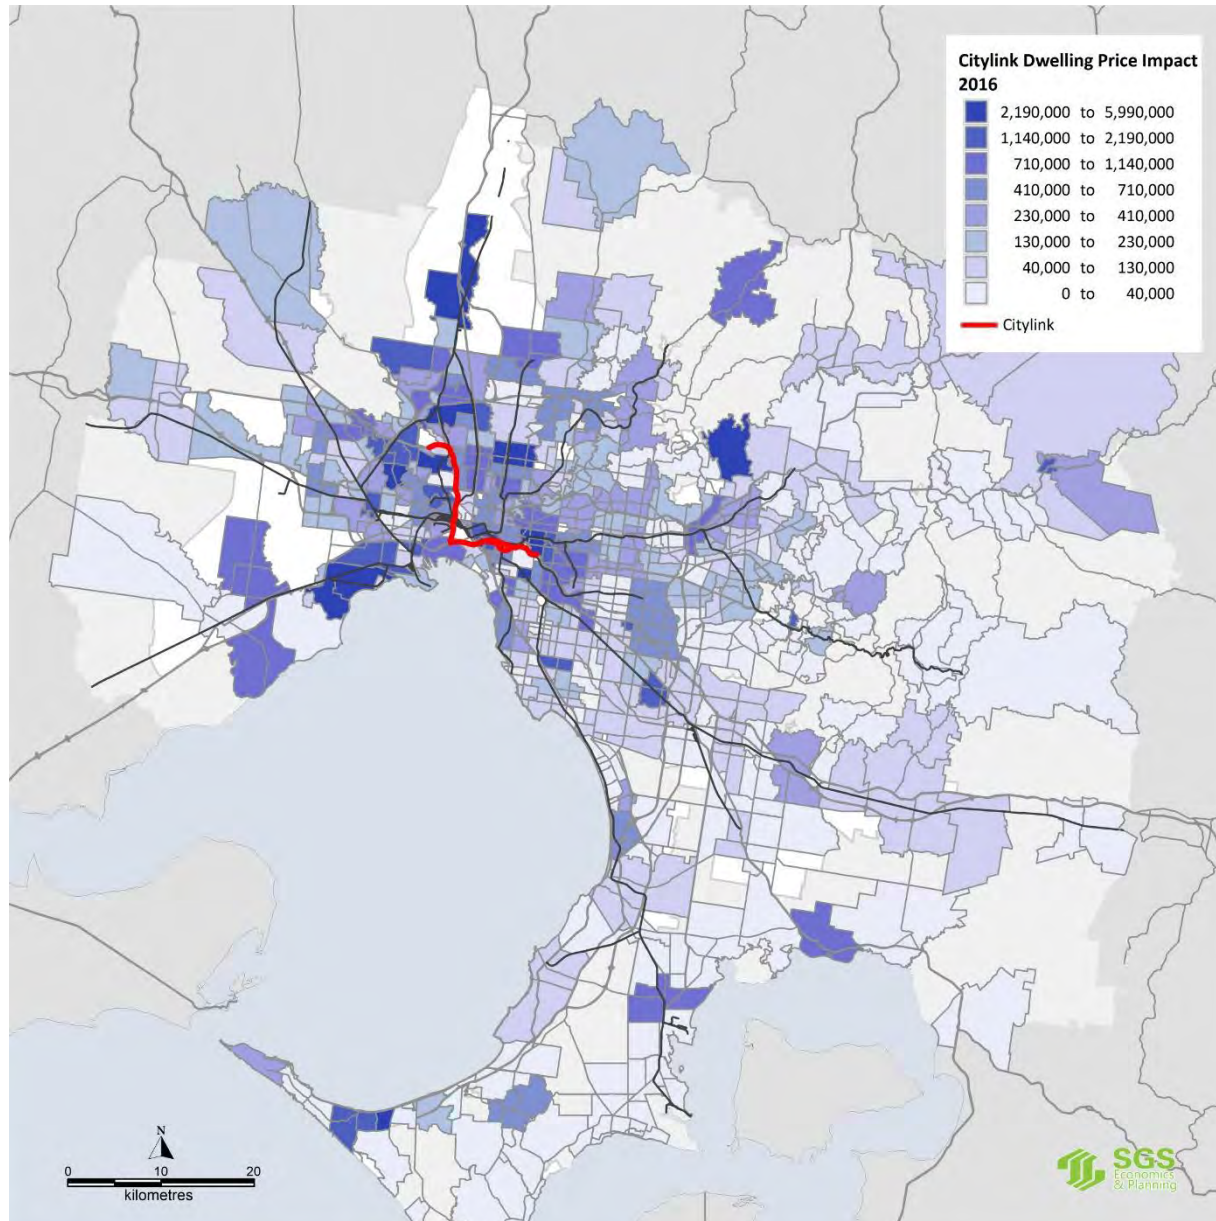 Citylink Dwelling Price Impact
2016
2,190,000 to 5,990,000
1,140,000 to 2,190,000
710,000 to 1,140,000
410,000 to 710,000
230,000 to 410,000
130,000 to 230,000
40,000 to 130,000
0 to 40,000
Citylink
N
0 10 20
kilometres
SGS
Economics
& Planning